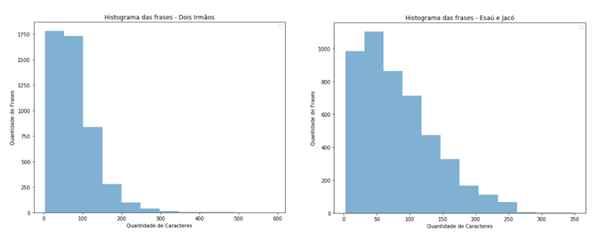 Histograma das frases - Dois Irmãos
Quantidade de Frases
1750
1500
1250
1000
750
500
250
0
0 100 200 300 400 500 600
Quantidade de Caracteres
Histograma das frases - Esaú e Jacó
Quantidade de Frases
1000
800
600
400
200
0
0 50 100 150 200 250 300 350
Quantidade de Caracteres